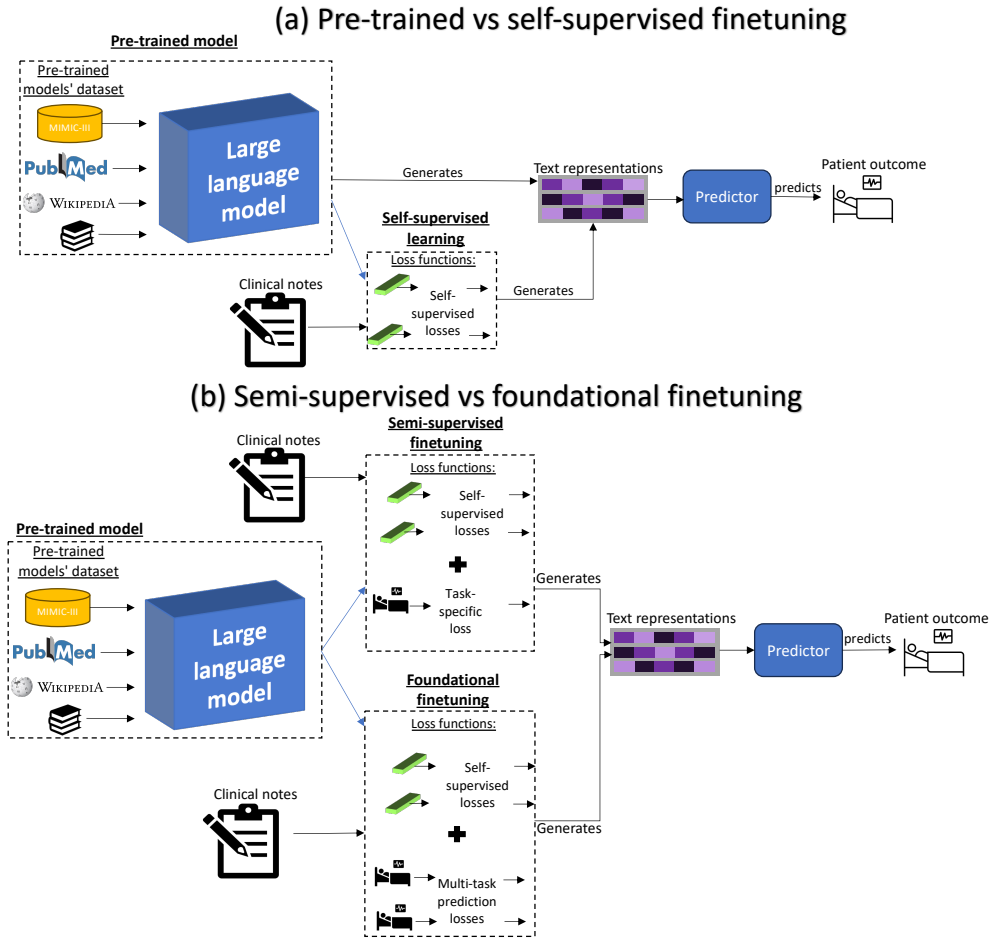 (a) Pre-trained vs self-supervised finetuning
Pre-trained model
Pre-trained
models' dataset
MIMIC-III
PubMed
WIKIPEDIA
Large
language
model
Generates
Text representations
Predictor
predicts
Patient outcome
Self-supervised
learning
Loss functions:
Self-
supervised
losses
Generates
Clinical notes
(b) Semi-supervised vs foundational finetuning
Clinical notes
Semi-supervised
finetuning
Loss functions:
Self-
supervised
losses
Task-
specific
loss
Generates
Pre-trained model
Pre-trained
models' dataset
MIMIC-III
PubMed
WIKIPEDIA
Large
language
model
Text representations
Predictor
predicts
Patient outcome
Foundational
finetuning
Loss functions:
Self-
supervised
losses
Generates
Clinical notes
Multi-task
prediction
losses